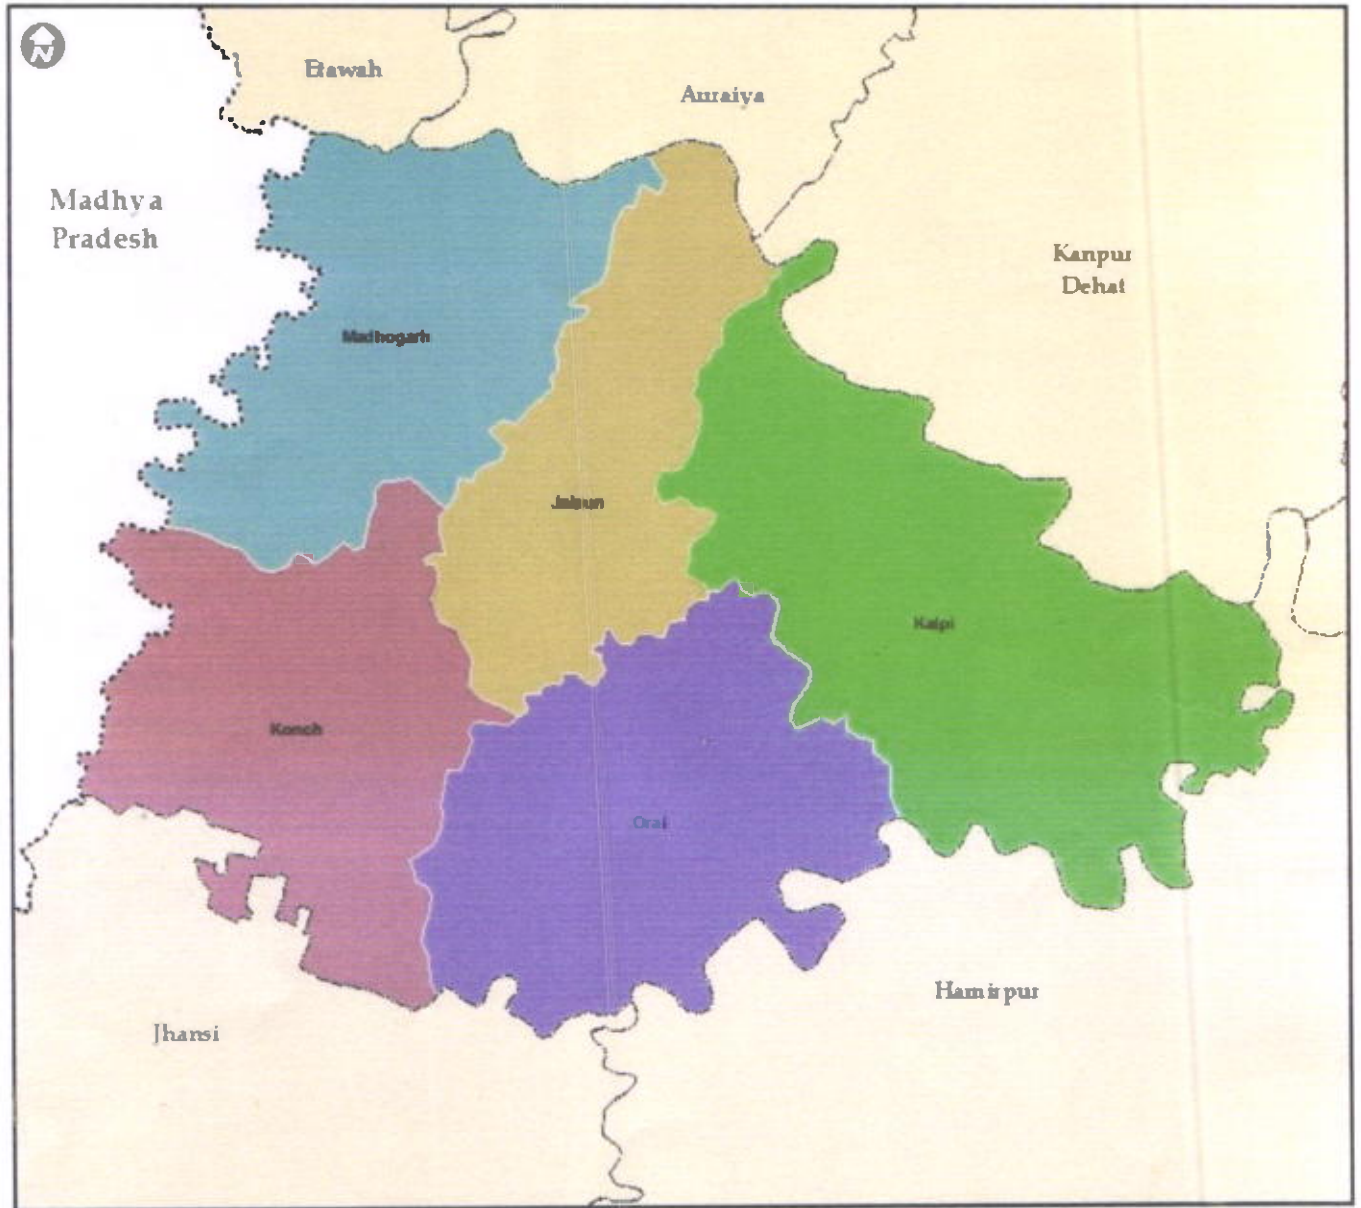 N
Etawah
Auraiya
Madhya
Pradesh
Kanpur
Dehat
Madhogarh
Jalaun
Kalpi
Konch
Orai
Hamirpur
Jhansi